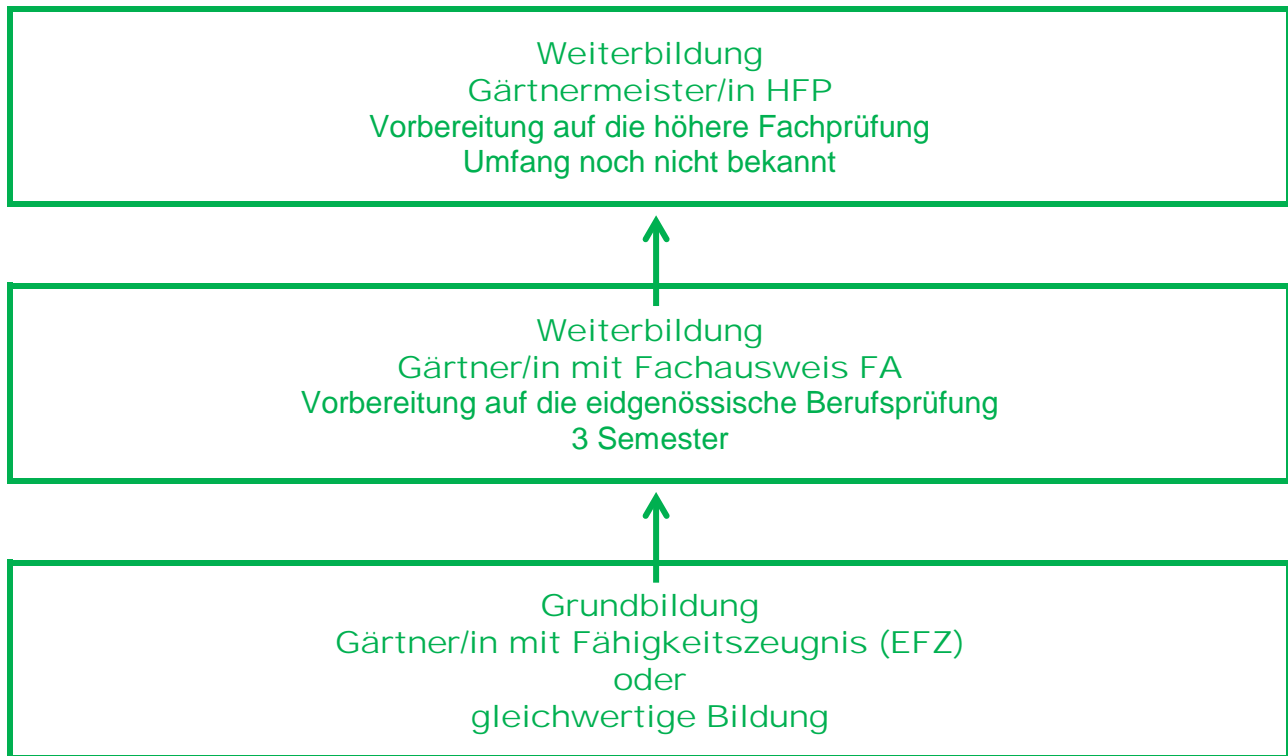 Weiterbildung
Gärtnermeister/in HFP
Vorbereitung auf die höhere Fachprüfung
Umfang noch nicht bekannt
Weiterbildung
Gärtner/in mit Fachausweis FA
Vorbereitung auf die eidgenössische Berufsprüfung
3 Semester
Grundbildung
Gärtner/in mit Fähigkeitszeugnis (EFZ)
oder
gleichwertige Bildung